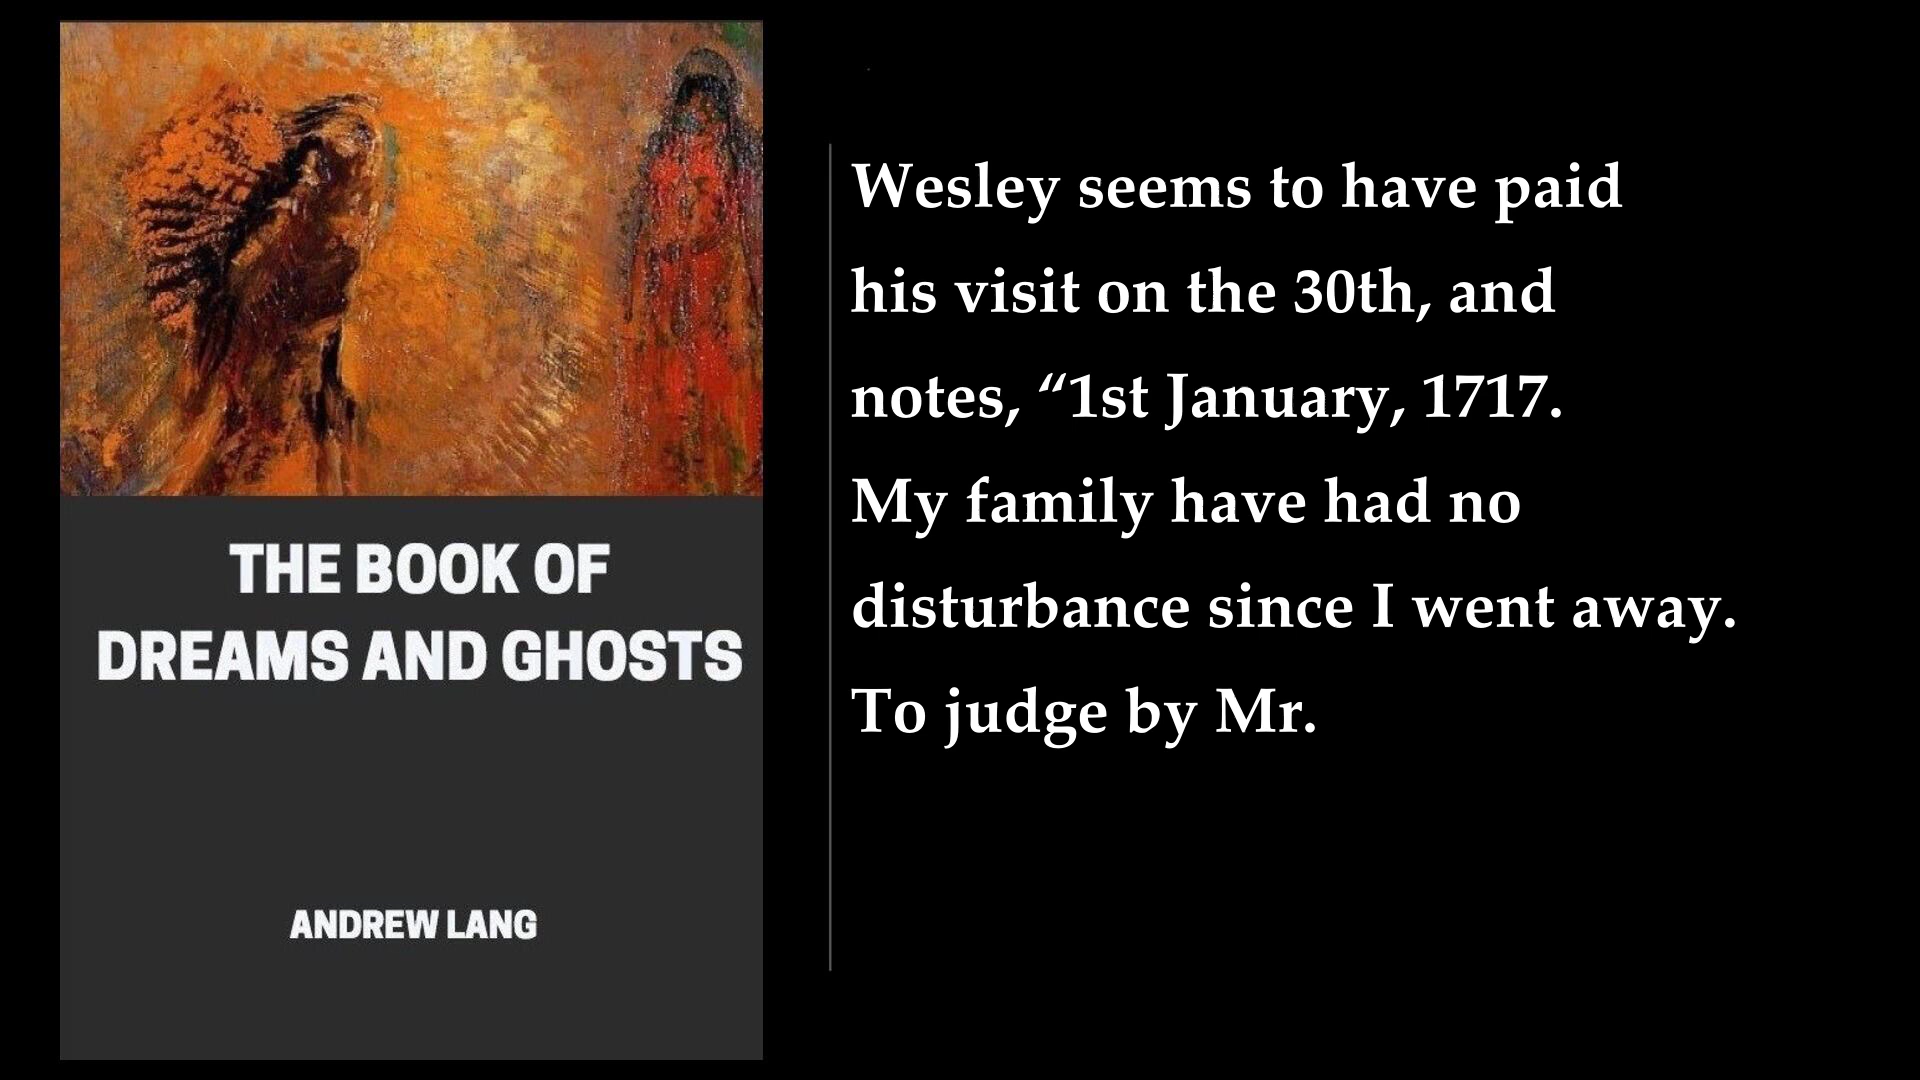 THE BOOK OF
DREAMS AND GHOSTS
ANDREW LANG
Wesley seems to have paid
his visit on the 30th, and
notes, “1st January, 1717.
My family have had no
disturbance since I went away.
To judge by Mr.